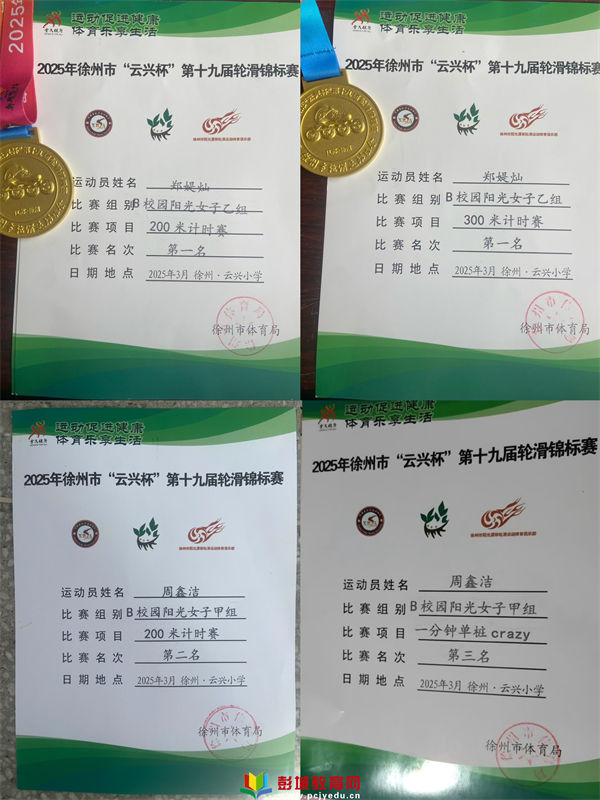 2025年
运动促进健康
体育乐享生活
2025年徐州市“云兴杯”第十九届轮滑锦标赛
运动员姓名 郑媞灿
比赛组别 B校园阳光女子乙组
比赛项目 200米计时赛
比赛名次 第一名
日期地点 2025年3月 徐州·云兴小学
徐州市体育局
运动促进健康
体育乐享生活
2025年徐州市“云兴杯”第十九届轮滑锦标赛
运动员姓名 郑媞灿
比赛组别 B校园阳光女子乙组
比赛项目 300米计时赛
比赛名次 第一名
日期地点 2025年3月 徐州·云兴小学
徐州市体育局
运动促进健康
体育乐享生活
2025年徐州市“云兴杯”第十九届轮滑锦标赛
运动员姓名 周鑫洁
比赛组别 B校园阳光女子甲组
比赛项目 200米计时赛
比赛名次 第二名
日期地点 2025年3月 徐州·云兴小学
徐州市体育局
运动促进健康
体育乐享生活
2025年徐州市“云兴杯”第十九届轮滑锦标赛
运动员姓名 周鑫洁
比赛组别 B校园阳光女子甲组
比赛项目 一分钟单桩crazy
比赛名次 第三名
日期地点 2025年3月 徐州·云兴小学
徐州市体育局
彭城教育网
www.pcjyedu.cn